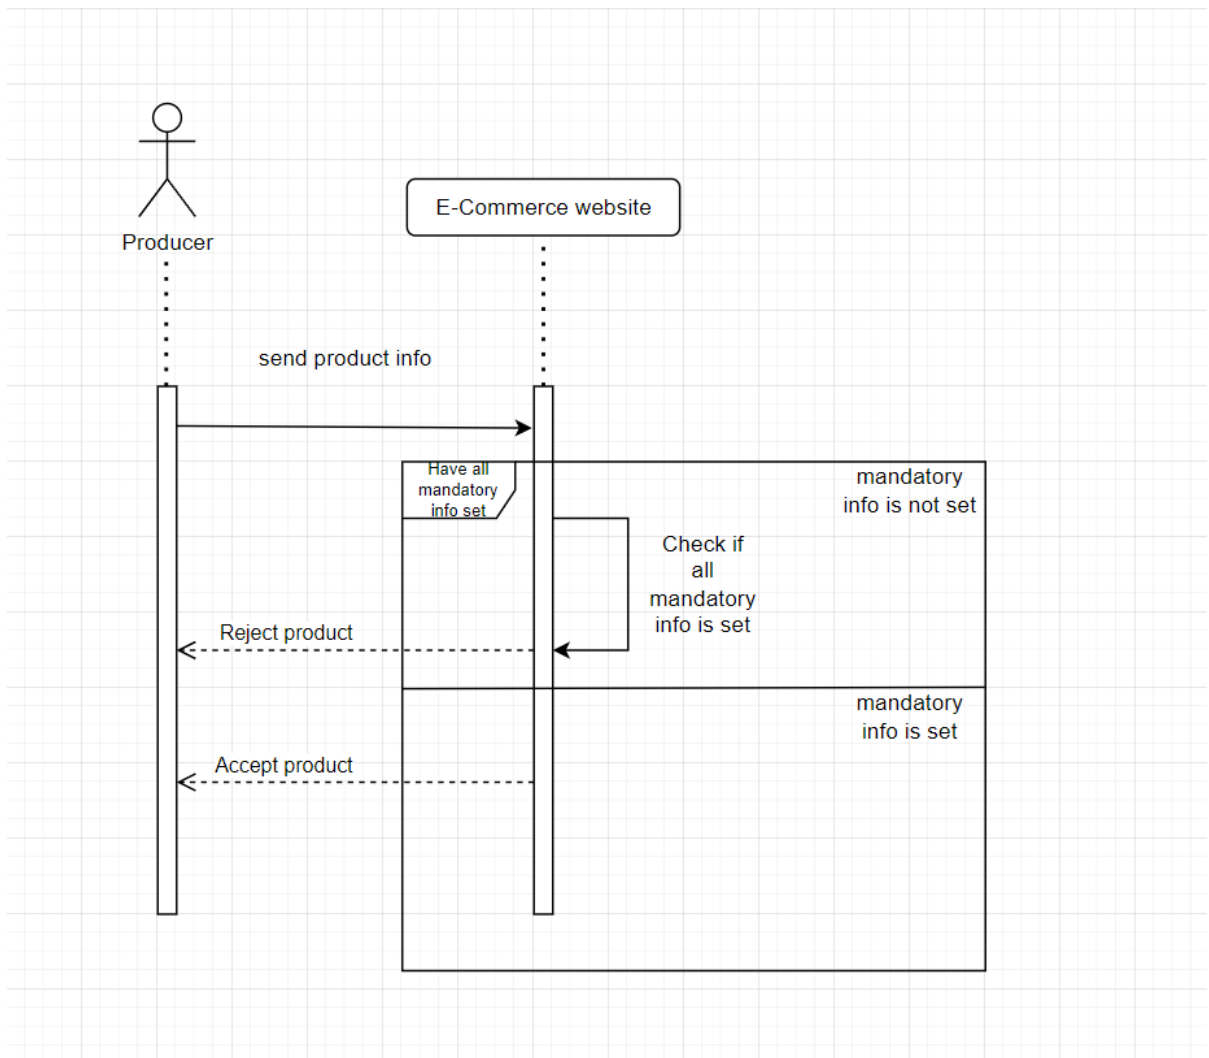 E-Commerce website
Producer
send product info
Have all
mandatory
info set
mandatory
info is not set
Check if
all
mandatory
info is set
Reject product
mandatory
info is set
Accept product